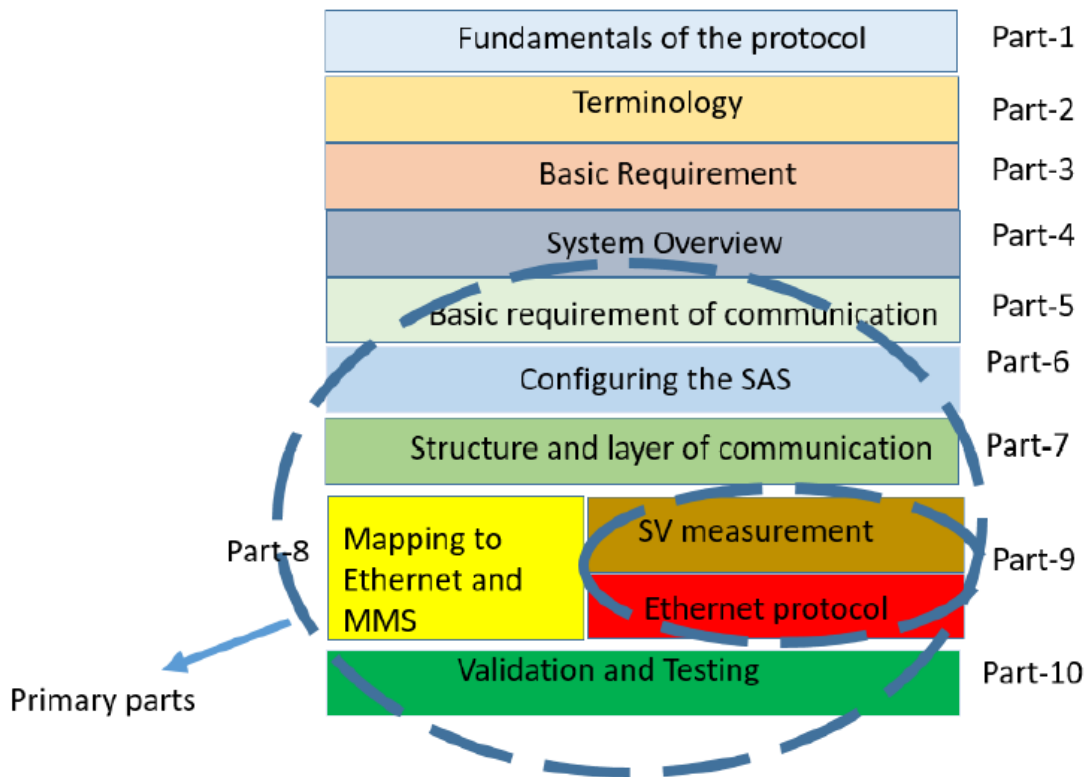 Fundamentals of the protocol
Part-1
Terminology
Part-2
Basic Requirement
Part-3
System Overview
Part-4
Basic requirement of communication
Part-5
Configuring the SAS
Part-6
Structure and layer of communication
Part-7
Part-8
Mapping to
Ethernet and
MMS
SV measurement
Ethernet protocol
Part-9
Validation and Testing
Part-10
Primary parts